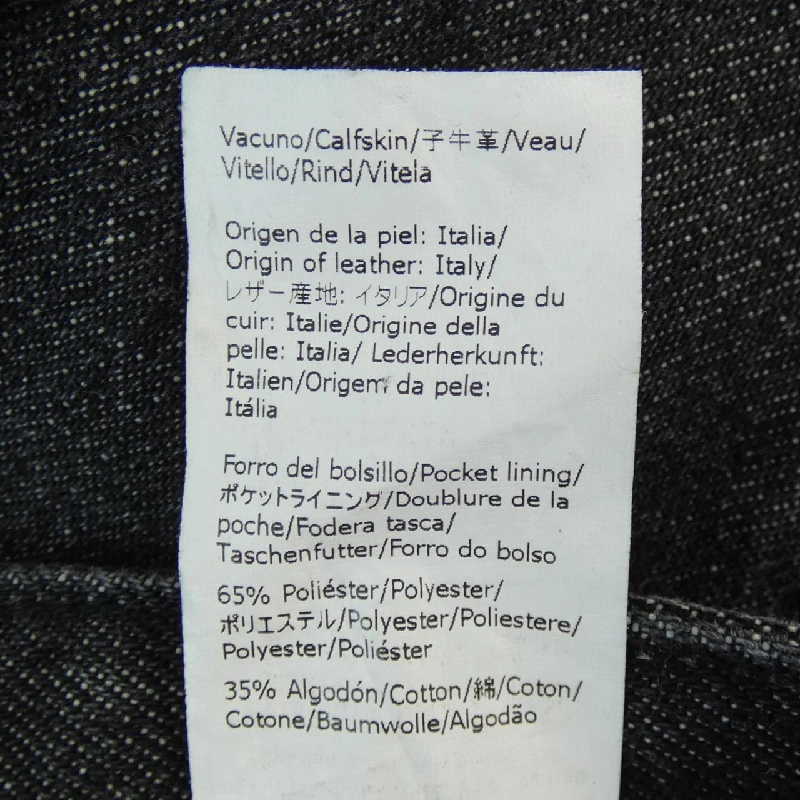 Vacuno/Calfskin/子牛革/Veau/
Vitello/Rind/Vitela
Origen de la piel: Italia/
Origin of leather: Italy/
レザー産地: イタリア/Origine du
cuir: Italie/Origine della
pelle: Italia/ Lederherkunft:
Italien/Origem da pele:
Itália
Forro del bolsillo/Pocket lining/
ポケットライニング/Doublure de la
poche/Fodera tasca/
Taschenfutter/Forro do bolso
65% Poliéster/Polyester/
ポリエステル/Polyester/Poliestere/
Polyester/Poliéster
35% Algodón/Cotton/綿/Coton/
Cotone/Baumwolle/Algodão